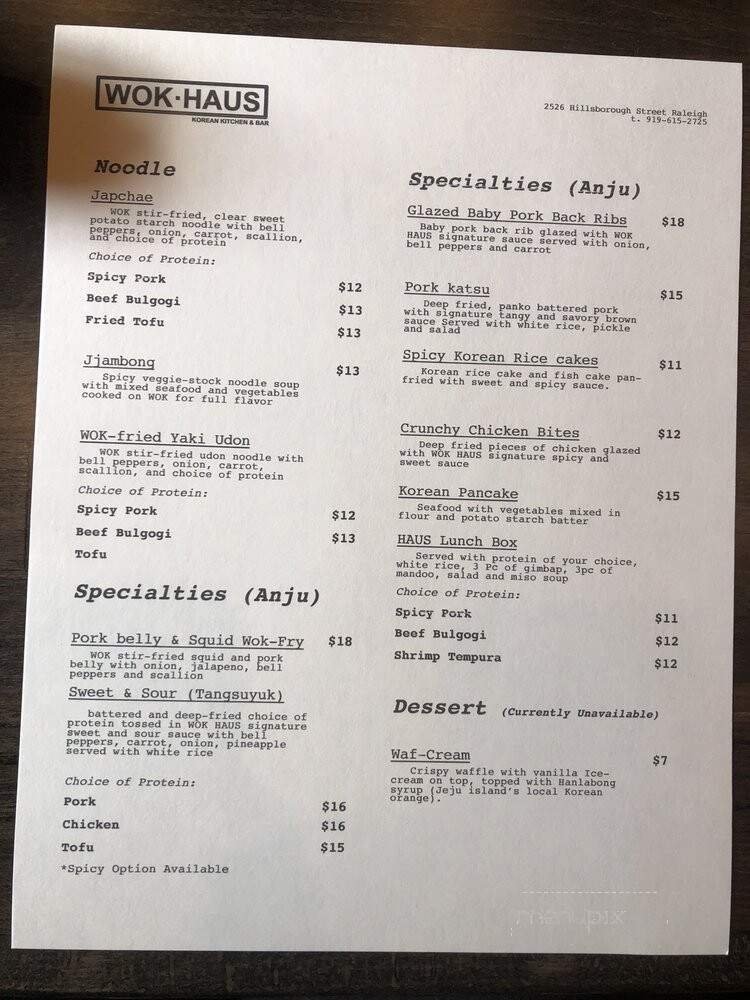 WOK·HAUS
KOREAN KITCHEN & BAR
2526 Hillsborough Street Raleigh
t. 919-615-2725
Noodle
Japchae
WOK stir-fried, clear sweet
potato starch noodle with bell
peppers, onion, carrot, scallion,
and choice of protein
Choice of Protein:
Spicy Pork $12
Beef Bulgogi $13
Fried Tofu $13
Jjambong $13
Spicy veggie-stock noodle soup
with mixed seafood and vegetables
cooked on WOK for full flavor
WOK-fried Yaki Udon
WOK stir-fried udon noodle with
bell peppers, onion, carrot,
scallion, and choice of protein
Choice of Protein:
Spicy Pork $12
Beef Bulgogi $13
Tofu
Specialties (Anju)
Pork belly & Squid Wok-Fry $18
WOK stir-fried squid and pork
belly with onion, jalapeno, bell
peppers and scallion
Sweet & Sour (Tangsuyuk)
battered and deep-fried choice of
protein tossed in WOK HAUS signature
sweet and sour sauce with bell
peppers, carrot, onion, pineapple
served with white rice
Choice of Protein:
Pork $16
Chicken $16
Tofu $15
*Spicy Option Available
Specialties (Anju)
Glazed Baby Pork Back Ribs $18
Baby pork back rib glazed with WOK
HAUS signature sauce served with onion,
bell peppers and carrot
Pork katsu $15
Deep fried, panko battered pork
with signature tangy and savory brown
sauce Served with white rice, pickle
and salad
Spicy Korean Rice cakes $11
Korean rice cake and fish cake pan-
fried with sweet and spicy sauce.
Crunchy Chicken Bites $12
Deep fried pieces of chicken glazed
with WOK HAUS signature spicy and
sweet sauce
Korean Pancake $15
Seafood with vegetables mixed in
flour and potato starch batter
HAUS Lunch Box
Served with protein of your choice,
white rice, 3 Pc of gimbap, 3pc of
mandoo, salad and miso soup
Choice of Protein:
Spicy Pork $11
Beef Bulgogi $12
Shrimp Tempura $12
Dessert (Currently Unavailable)
Waf-Cream $7
Crispy waffle with vanilla Ice-
cream on top, topped with Hanlabong
syrup (Jeju island's local Korean
orange).
menupix